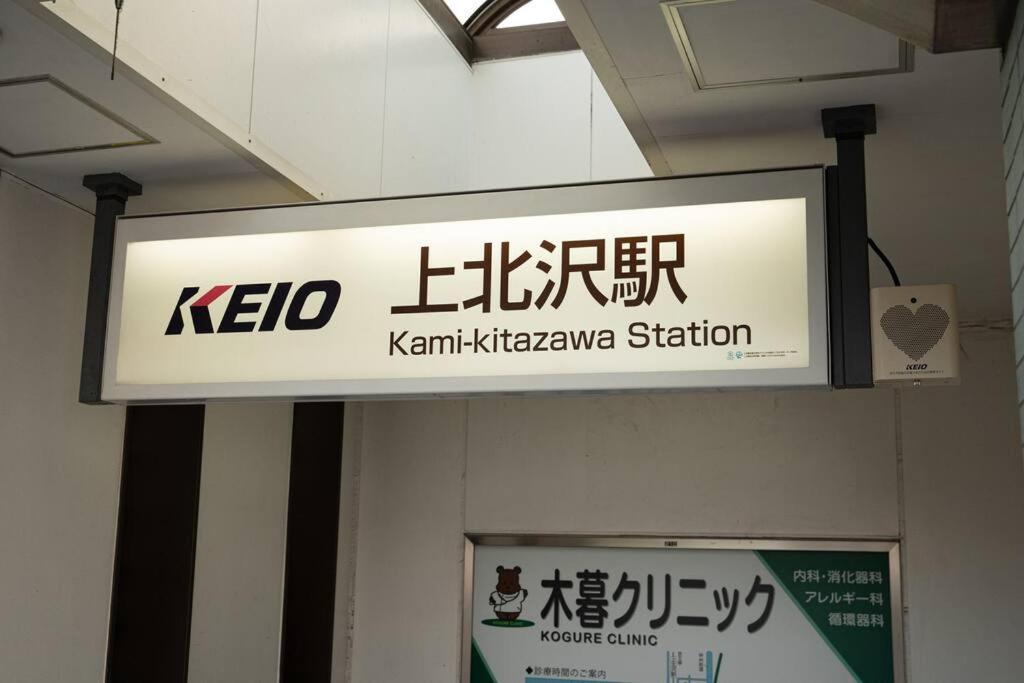 KEIO
上北沢駅
Kami-kitazawa Station
KEIO
木暮クリニック
KOGURE CLINIC
KOGURE CLINIC
内科・消化器科
アレルギー科
循環器科
◆診療時間のご案内